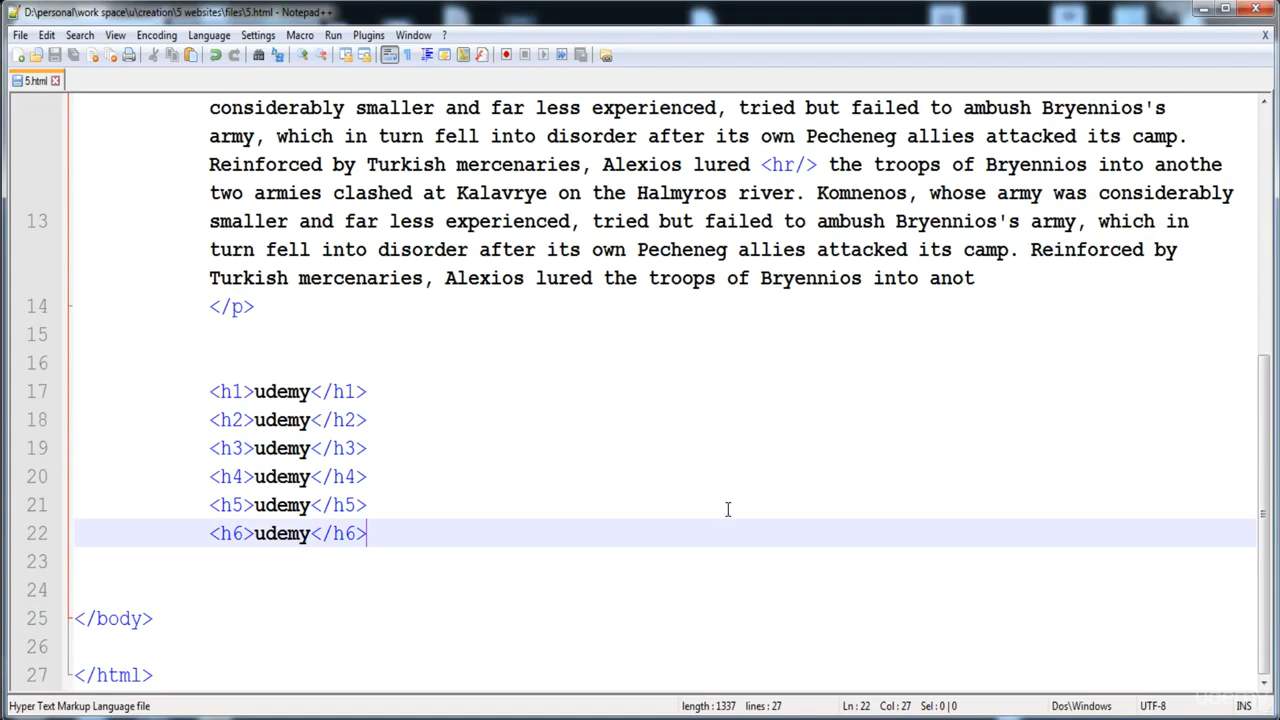 D:\personal\work space\u\creation\5 websites\files\5.html - Notepad++
File Edit Search View Encoding Language Settings Macro Run Plugins Window ? X
5.html
considerably smaller and far less experienced, tried but failed to ambush Bryennios's
army, which in turn fell into disorder after its own Pecheneg allies attacked its camp.
Reinforced by Turkish mercenaries, Alexios lured <hr/> the troops of Bryennios into anothe
two armies clashed at Kalavrye on the Halmyros river. Komnenos, whose army was considerably
13 smaller and far less experienced, tried but failed to ambush Bryennios's army, which in
turn fell into disorder after its own Pecheneg allies attacked its camp. Reinforced by
Turkish mercenaries, Alexios lured the troops of Bryennios into anot
14 </p>
15
16
17 <h1>udemy</h1>
18 <h2>udemy</h2>
19 <h3>udemy</h3>
20 <h4>udemy</h4>
21 <h5>udemy</h5>
22 <h6>udemy</h6>
23
24
25 </body>
26
27 </html>
Hyper Text Markup Language file length : 1337 lines : 27 Ln : 22 Col : 27 Sel : 0 | 0 Dos\Windows UTF-8 INS
udemy